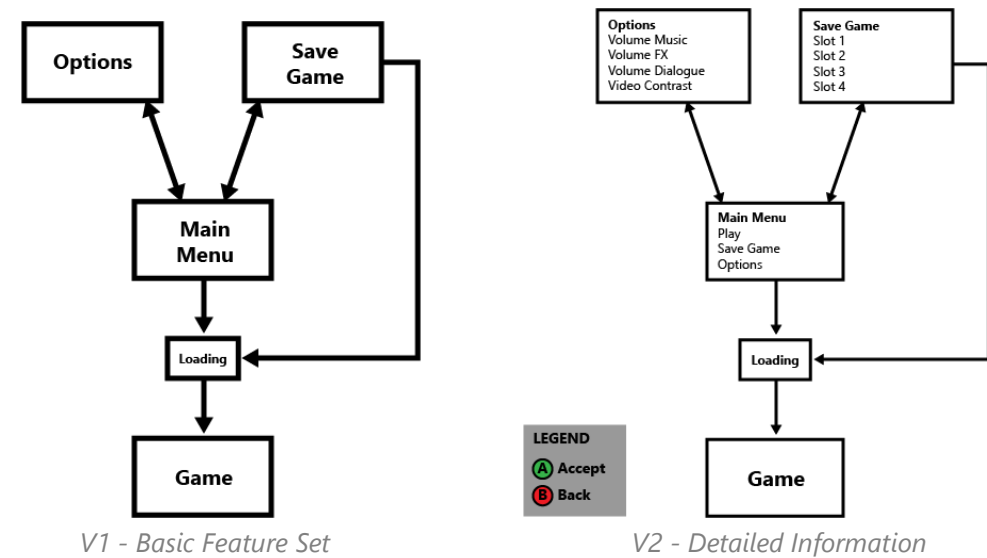 Options
Save
Game
Main
Menu
Loading
Game
V1 - Basic Feature Set
Options
Volume Music
Volume FX
Volume Dialogue
Video Contrast
Save Game
Slot 1
Slot 2
Slot 3
Slot 4
Main Menu
Play
Save Game
Options
Loading
Game
LEGEND
A Accept
B Back
V2 - Detailed Information